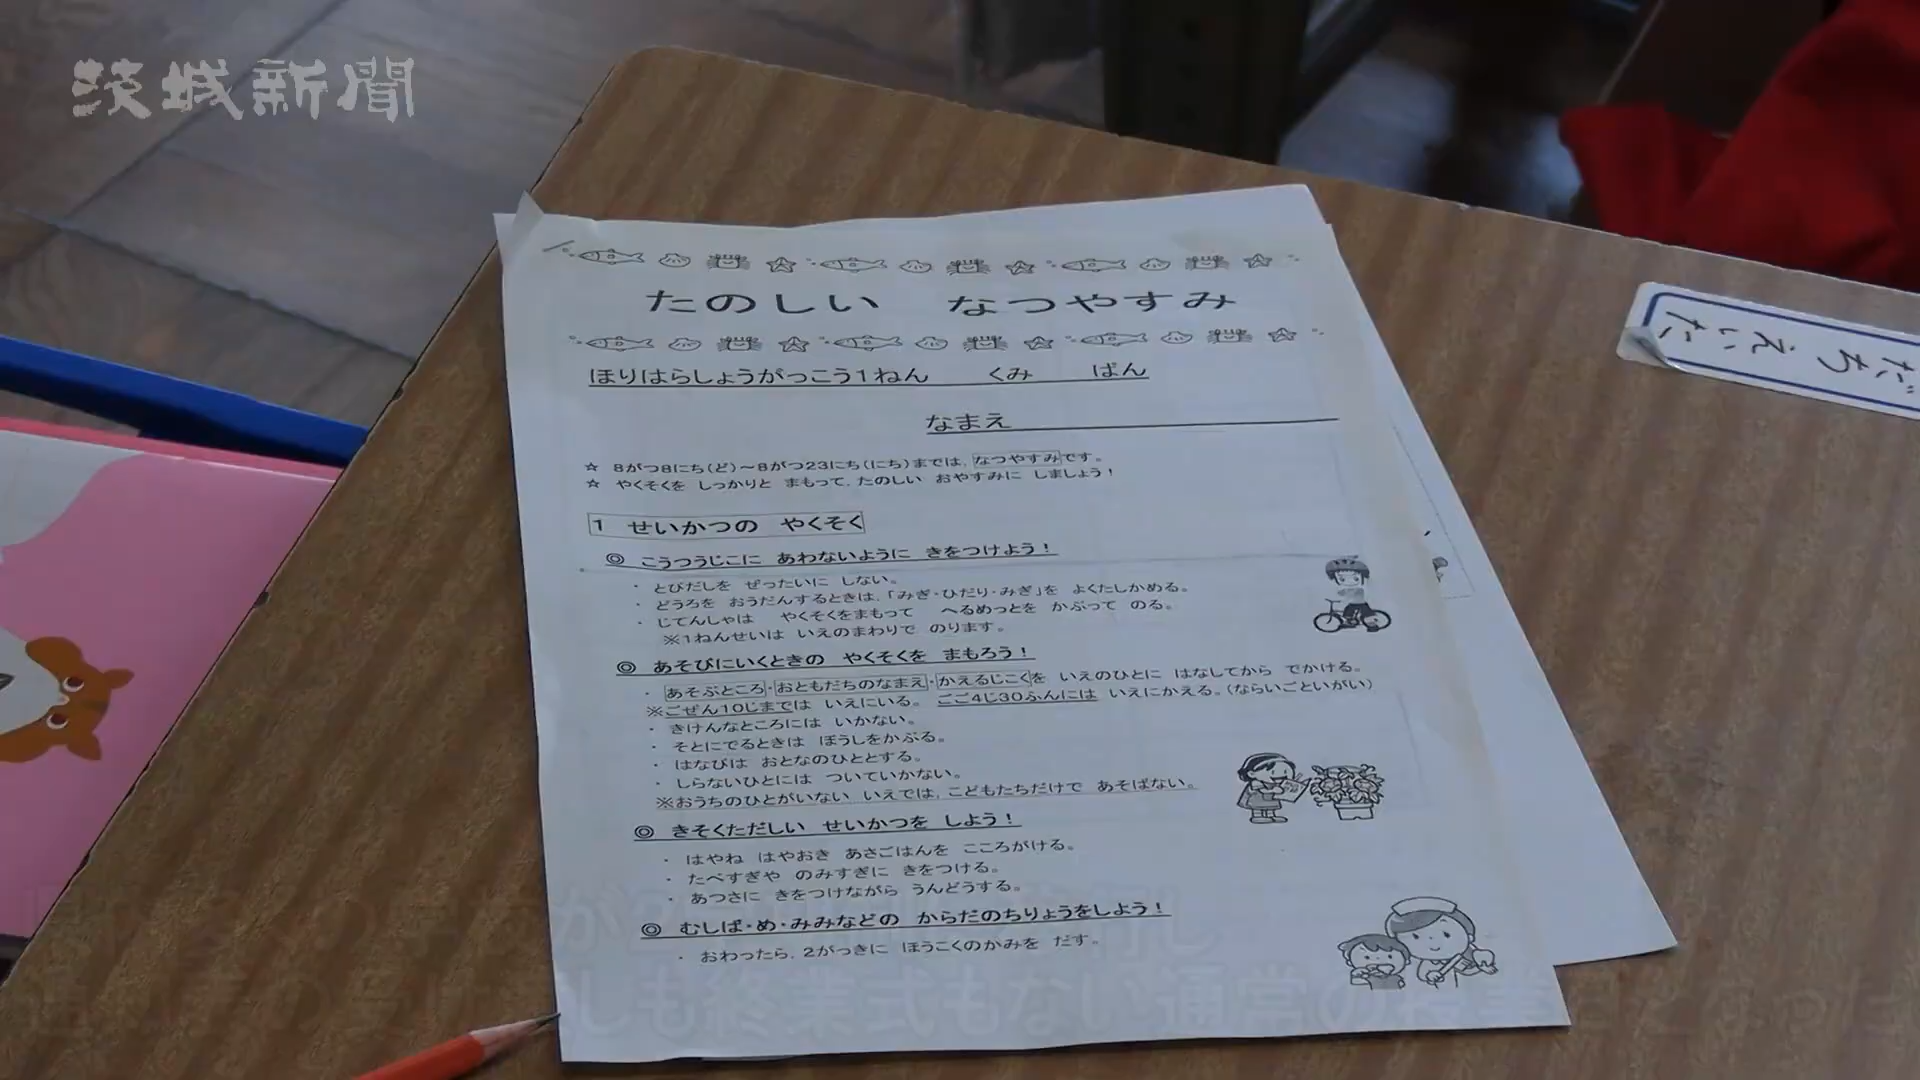 茨城新聞
たのしい なつやすみ
ほりはらしょうがっこう1ねん くみ ばん
なまえ
☆ 8がつ8にち(ど)~8がつ23にち(にち)までは、なつやすみです。
☆ やくそくを しっかりと まもって、たのしい おやすみに しましょう!
1 せいかつの やくそく
◎ こうつうじこに あわないように きをつけよう!
・ とびだしを ぜったいに しない。
・ どうろを おうだんするときは、「みぎ・ひだり・みぎ」を よくたしかめる。
・ じてんしゃは やくそくをまもって へるめっとを かぶって のる。
※1ねんせいは いえのまわりで のります。
◎ あそびにいくときの やくそくを まもろう!
・ あそぶところ・おともだちのなまえ・かえるじこくを いえのひとに はなしてから でかける。
※ごぜん10じまでは いえにいる。 ごご4じ30ふんには いえにかえる。(ならいごといがい)
・ きけんなところには いかない。
・ そとにでるときは ぼうしをかぶる。
・ はなびは おとなのひととする。
・ しらないひとには ついていかない。
※おうちのひとがいない いえでは、こどもたちだけで あそばない。
◎ きそくただしい せいかつを しよう!
・ はやね はやおき あさごはんを こころがける。
・ たべすぎや のみすぎに きをつける。
・ あつさに きをつけながら うんどうする。
◎ むしば・め・みみなどの からだのちりょうをしよう!
・ おわったら、2がっきに ほうこくのかみを だす。
だち えいた
しも終業式もない通常の授業日となった